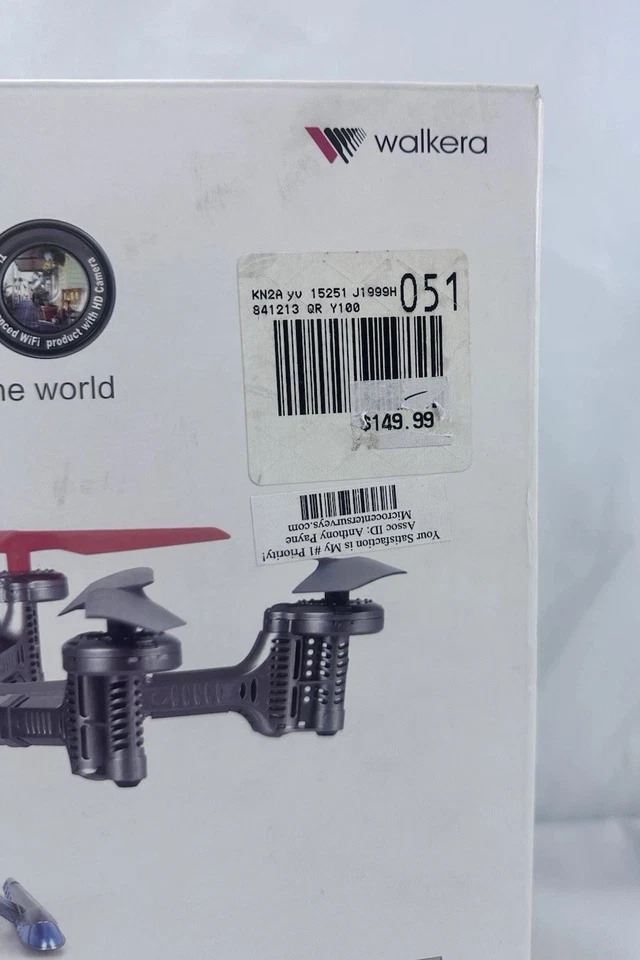 walkera
nced WiFi product with HD Camera
he world
KN2A yv 15251 J1999H 051
841213 QR Y100
$149.99
Your Satisfaction is My #1 Priority!
Assoc ID: Anthony Payne
Microcentersurveys.com